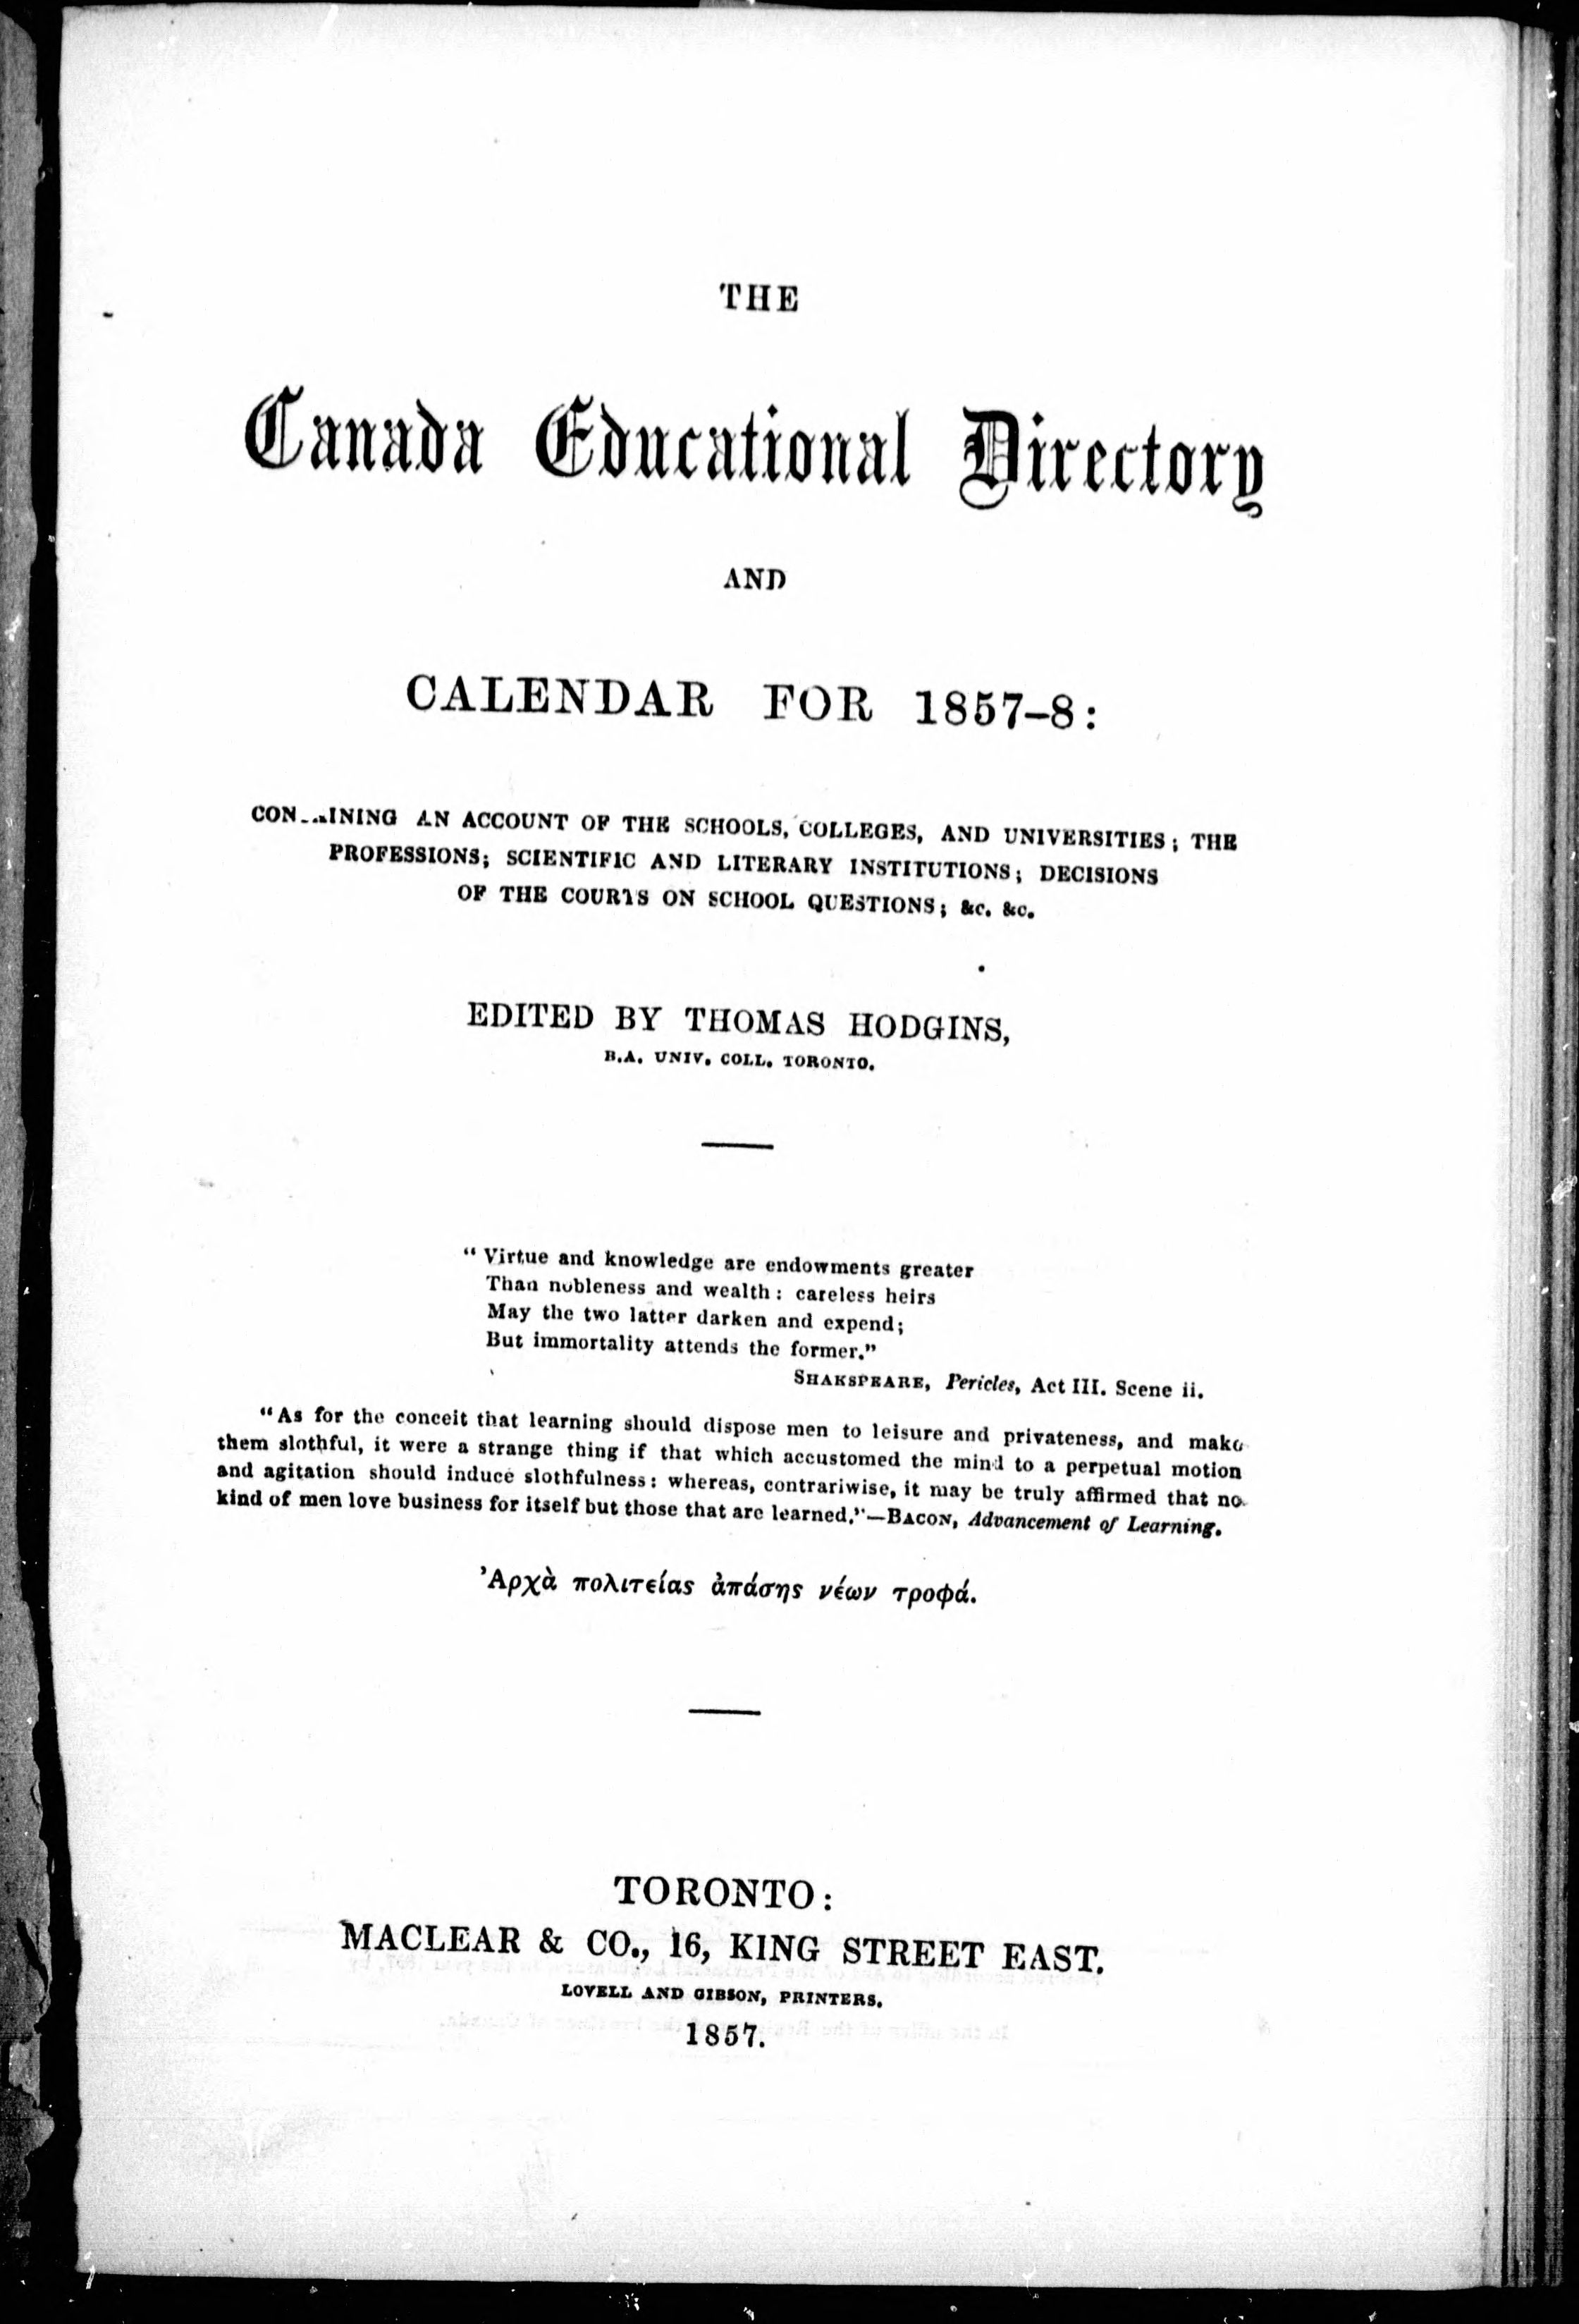 THE
Canada Educational Directory
AND
CALENDAR FOR 1857-8:
CONTAINING AN ACCOUNT OF THE SCHOOLS, COLLEGES, AND UNIVERSITIES; THE
PROFESSIONS; SCIENTIFIC AND LITERARY INSTITUTIONS; DECISIONS
OF THE COURTS ON SCHOOL QUESTIONS; &c. &c.
EDITED BY THOMAS HODGINS,
B.A. UNIV. COLL. TORONTO.
"Virtue and knowledge are endowments greater
Than nobleness and wealth: careless heirs
May the two latter darken and expend;
But immortality attends the former."
SHAKSPEARE, Pericles, Act III. Scene ii.
"As for the conceit that learning should dispose men to leisure and privateness, and make
them slothful, it were a strange thing if that which accustomed the mind to a perpetual motion
and agitation should induce slothfulness: whereas, contrariwise, it may be truly affirmed that no
kind of men love business for itself but those that are learned."—BACON, Advancement of Learning.
Ἀρχὰ πολιτείας ἁπάσης νέων τροφά.
TORONTO:
MACLEAR & CO., 16, KING STREET EAST.
LOVELL AND GIBSON, PRINTERS.
1857.